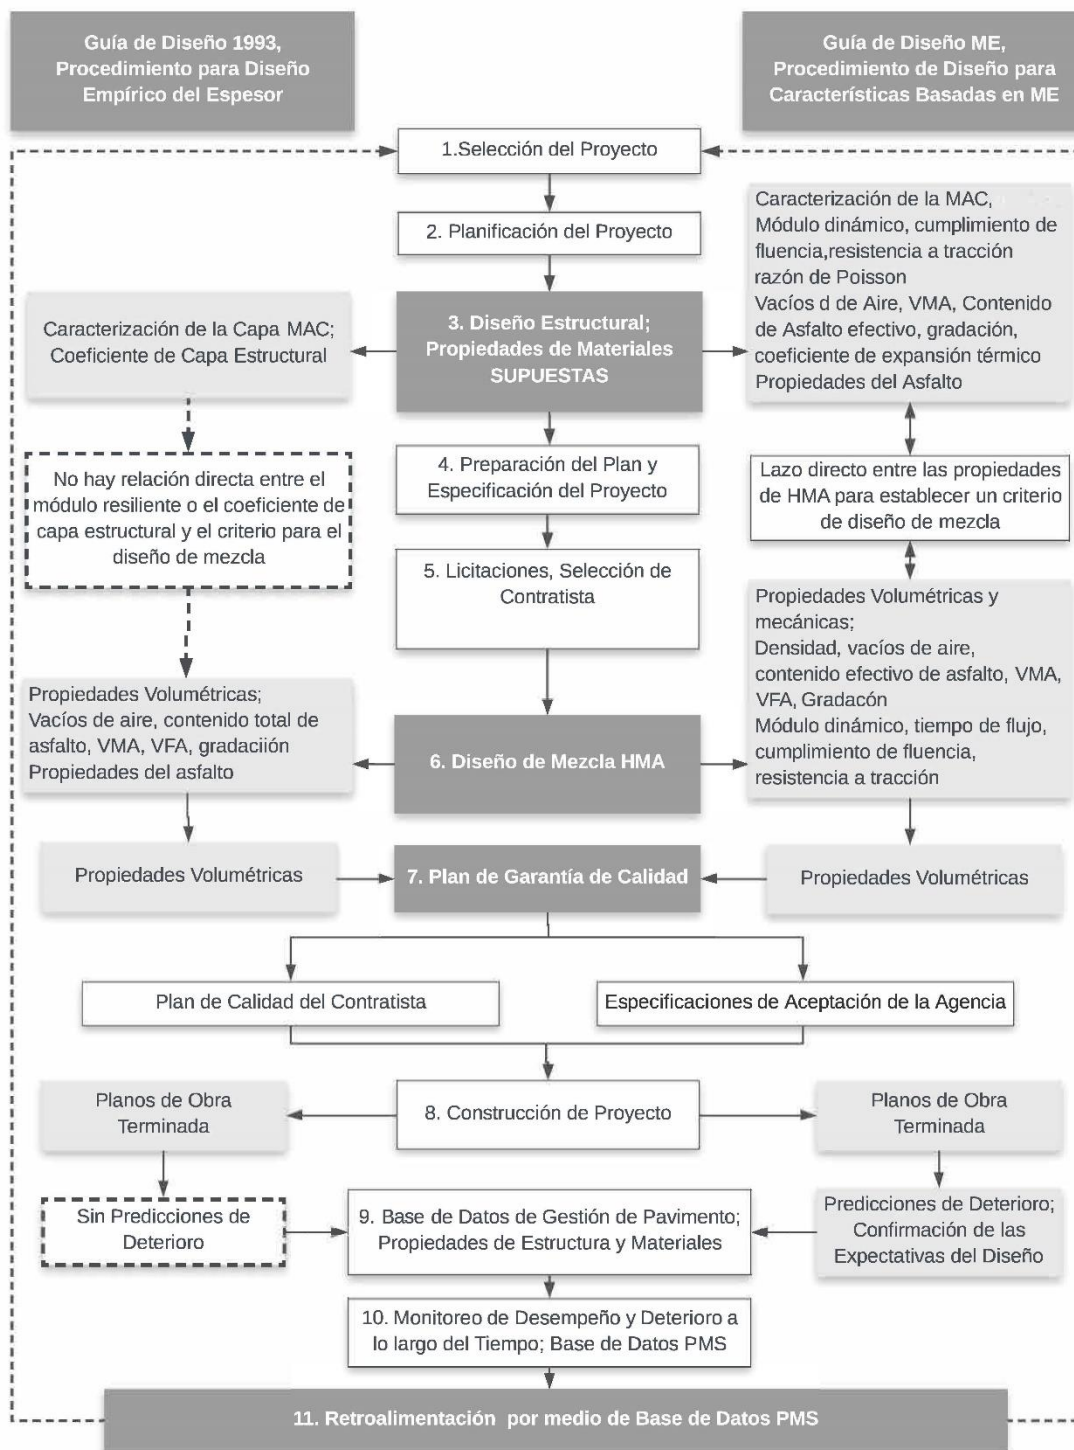 Guía de Diseño 1993,
Procedimiento para Diseño
Empírico del Espesor
Guía de Diseño ME,
Procedimiento de Diseño para
Características Basadas en ME
1.Selección del Proyecto
2. Planificación del Proyecto
Caracterización de la MAC,
Módulo dinámico, cumplimiento de
fluencia,resistencia a tracción
razón de Poisson
Vacíos d de Aire, VMA, Contenido
de Asfalto efectivo, gradación,
coeficiente de expansión térmico
Propiedades del Asfalto
Caracterización de la Capa MAC;
Coeficiente de Capa Estructural
3. Diseño Estructural;
Propiedades de Materiales
SUPUESTAS
No hay relación directa entre el
módulo resiliente o el coeficiente de
capa estructural y el criterio para el
diseño de mezcla
4. Preparación del Plan y
Especificación del Proyecto
Lazo directo entre las propiedades
de HMA para establecer un criterio
de diseño de mezcla
5. Licitaciones, Selección de
Contratista
Propiedades Volumétricas y
mecánicas;
Densidad, vacíos de aire,
contenido efectivo de asfalto, VMA,
VFA, Gradacón
Módulo dinámico, tiempo de flujo,
cumplimiento de fluencia,
resistencia a tracción
Propiedades Volumétricas;
Vacíos de aire, contenido total de
asfalto, VMA, VFA, gradaciión
Propiedades del asfalto
6. Diseño de Mezcla HMA
Propiedades Volumétricas
7. Plan de Garantía de Calidad
Propiedades Volumétricas
Plan de Calidad del Contratista
Especificaciones de Aceptación de la Agencia
Planos de Obra
Terminada
8. Construcción de Proyecto
Planos de Obra
Terminada
Sin Predicciones de
Deterioro
9. Base de Datos de Gestión de Pavimento;
Propiedades de Estructura y Materiales
Predicciones de Deterioro;
Confirmación de las
Expectativas del Diseño
10. Monitoreo de Desempeño y Deterioro a
lo largo del Tiempo; Base de Datos PMS
11. Retroalimentación por medio de Base de Datos PMS